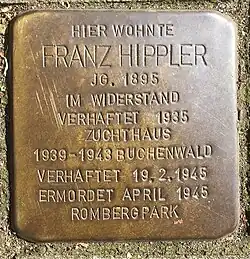 HIER WOHNTE
FRANZ HIPPLER
JG. 1895
IM WIDERSTAND
VERHAFTET 1935
ZUCHTHAUS
1939-1943 BUCHENWALD
VERHAFTET 19.2.1945
ERMORDET APRIL 1945
ROMBERGPARK